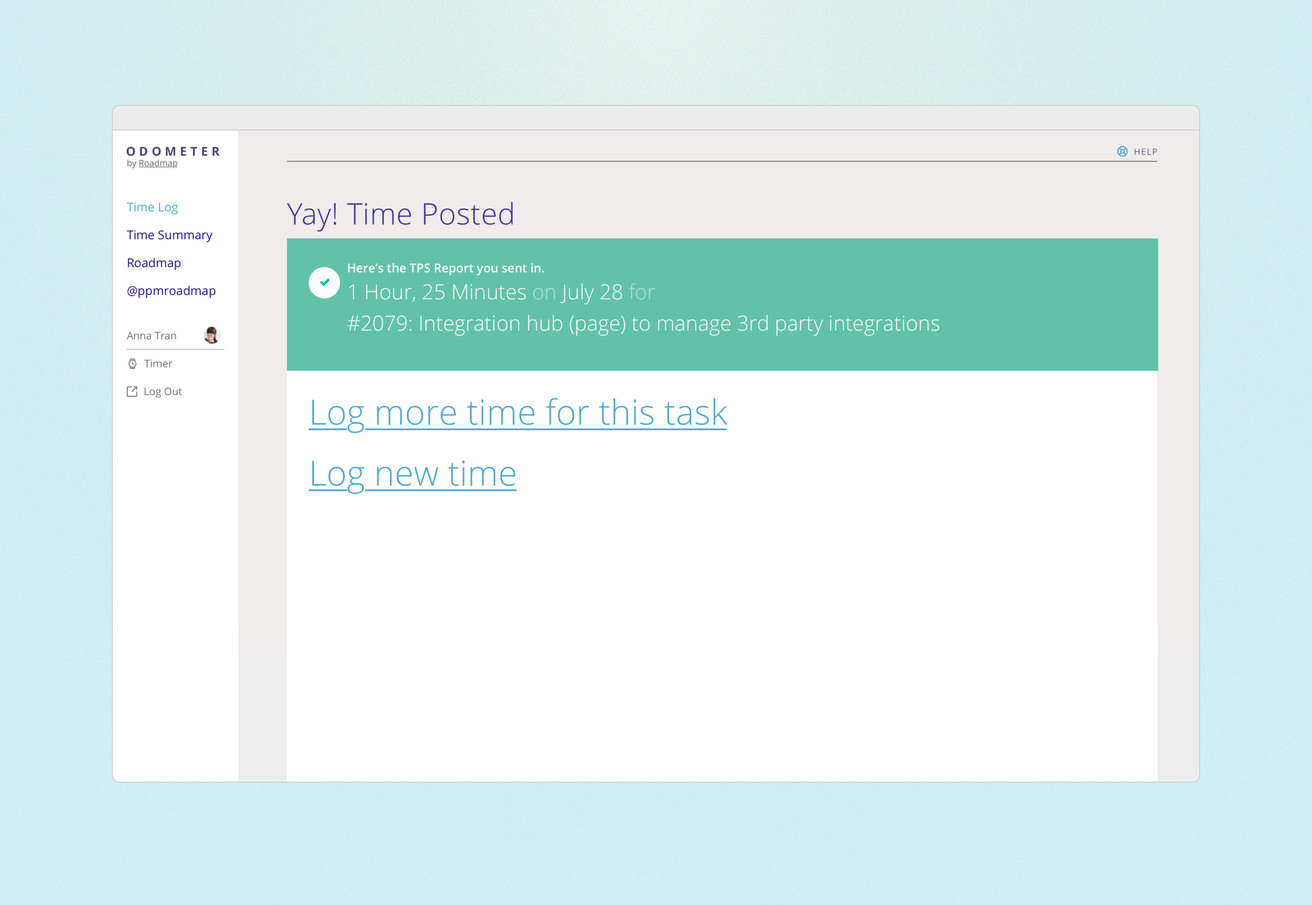 ODOMETER
by Roadmap
HELP
Time Log
Time Summary
Roadmap
@ppmroadmap
Anna Tran
Timer
Log Out
Yay! Time Posted
Here's the TPS Report you sent in.
1 Hour, 25 Minutes on July 28 for
#2079: Integration hub (page) to manage 3rd party integrations
Log more time for this task
Log new time